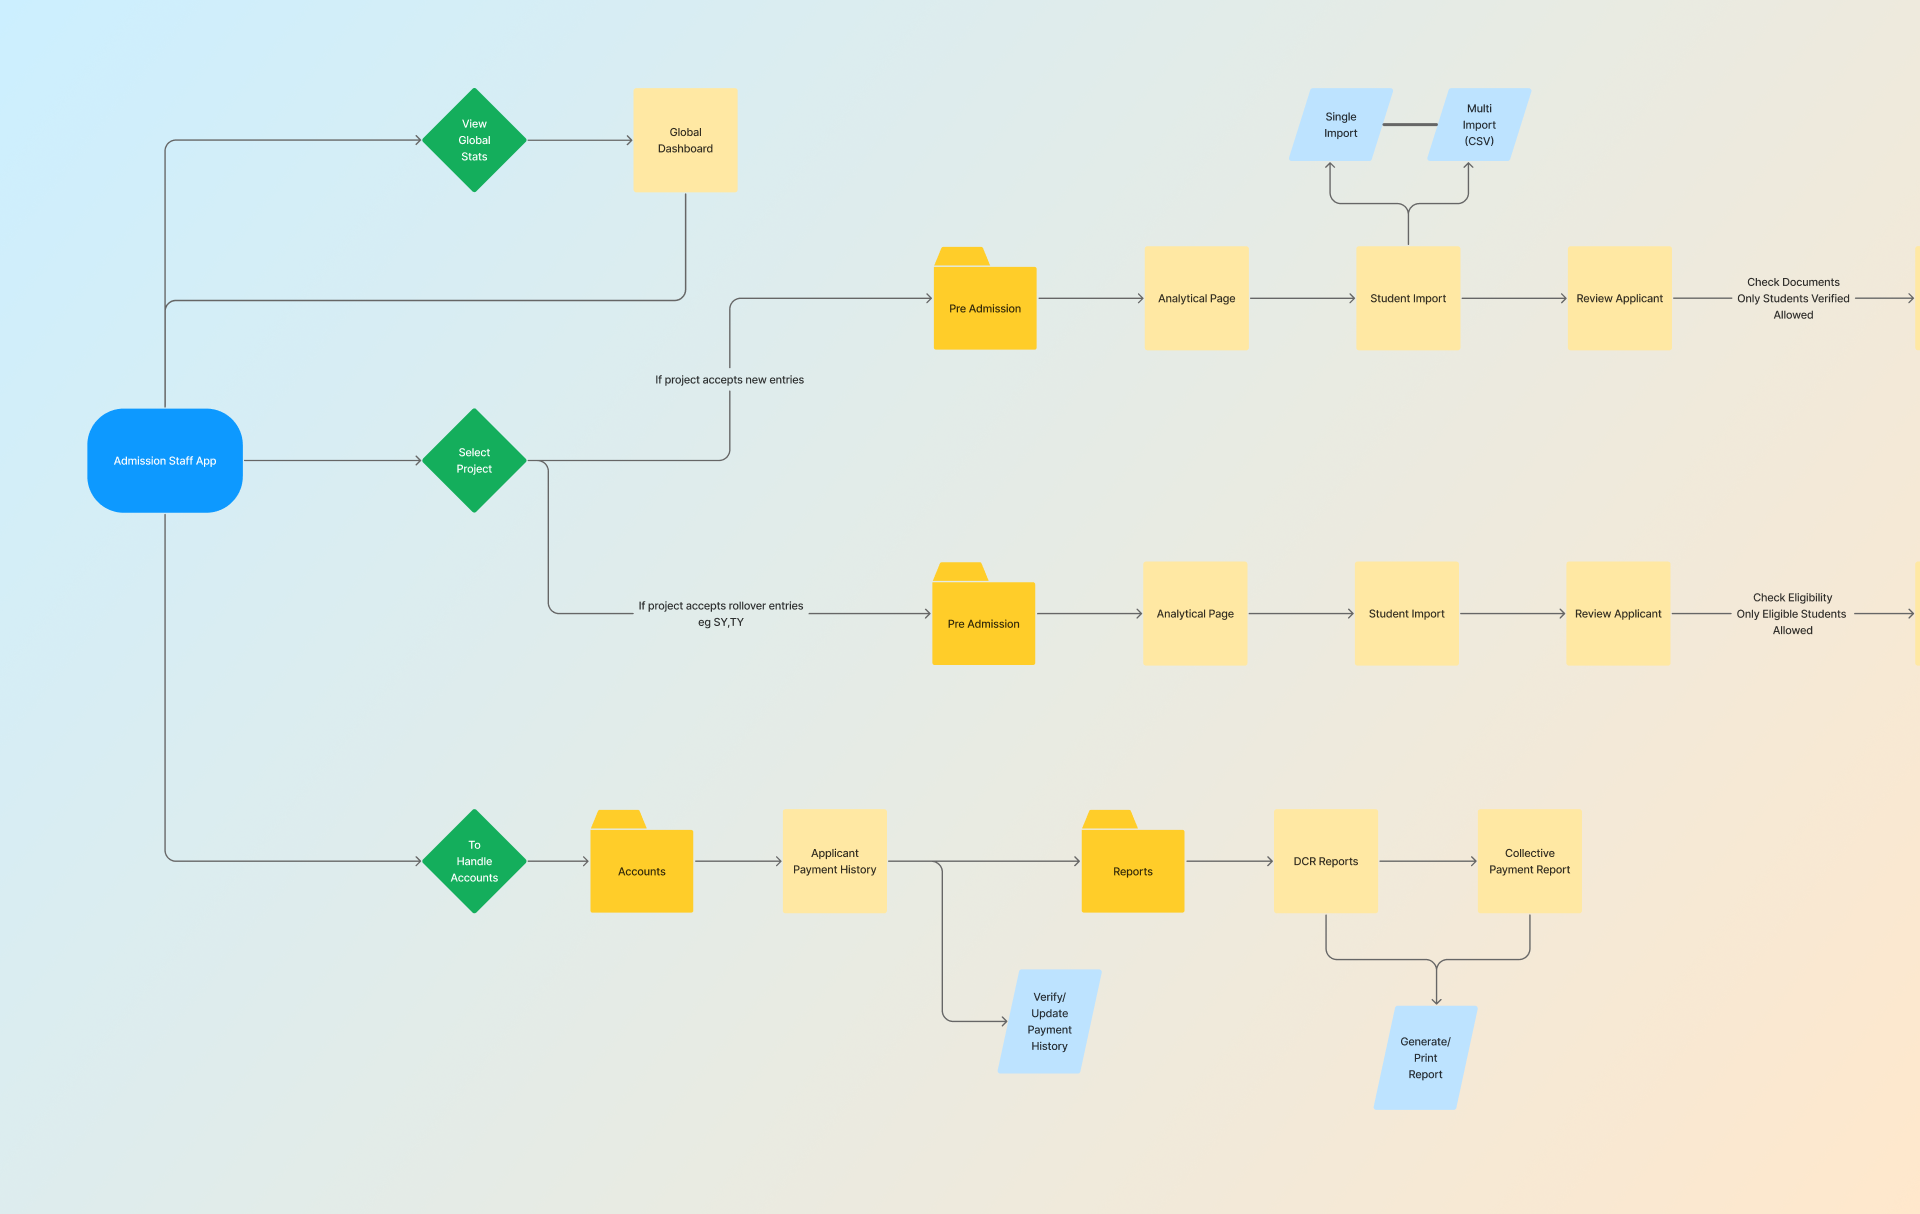 View
Global
Stats
Global
Dashboard
Single
Import
Multi
Import
(CSV)
Pre Admission
Analytical Page
Student Import
Review Applicant
Check Documents
Only Students Verified
Allowed
If project accepts new entries
Admission Staff App
Select
Project
If project accepts rollover entries
eg SY,TY
Pre Admission
Analytical Page
Student Import
Review Applicant
Check Eligibility
Only Eligible Students
Allowed
To
Handle
Accounts
Accounts
Applicant
Payment History
Reports
DCR Reports
Collective
Payment Report
Verify/
Update
Payment
History
Generate/
Print
Report